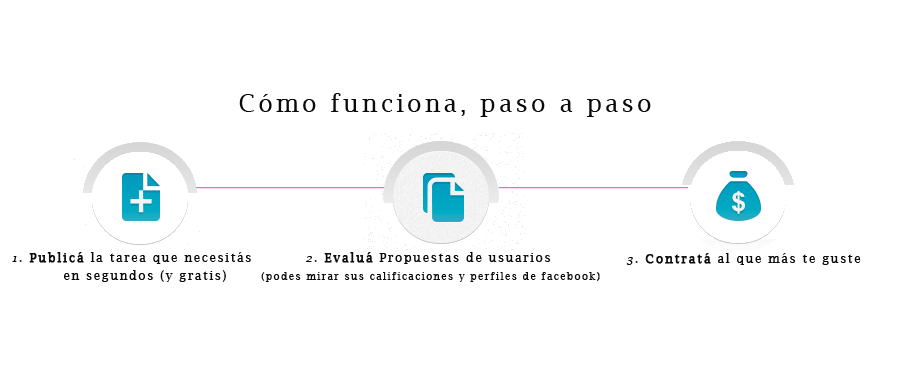 Cómo funciona, paso a paso
$
1. Publicá la tarea que necesitás
en segundos (y gratis)
2. Evaluá Propuestas de usuarios
(podes mirar sus calificaciones y perfiles de facebook)
3. Contratá al que más te guste